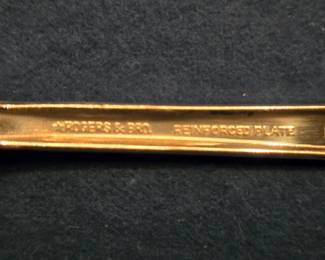 ☆ROGERS & BRO. REINFORCED PLATE